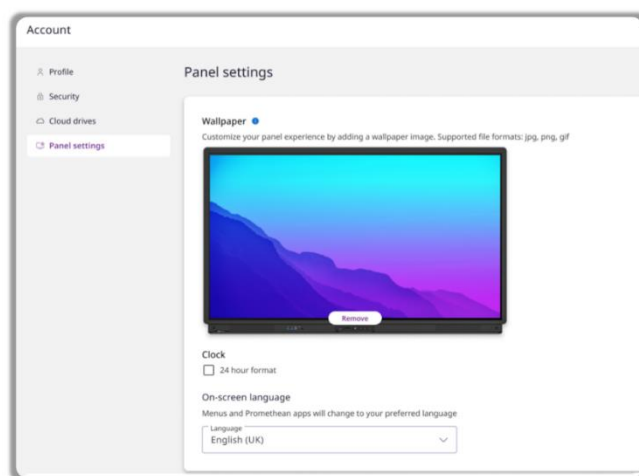 Account
Profile
Security
Cloud drives
Panel settings
Panel settings
Wallpaper
Customize your panel experience by adding a wallpaper image. Supported file formats: jpg, png, gif
Remove
Clock
24 hour format
On-screen language
Menus and Promethean apps will change to your preferred language
Language
English (UK)